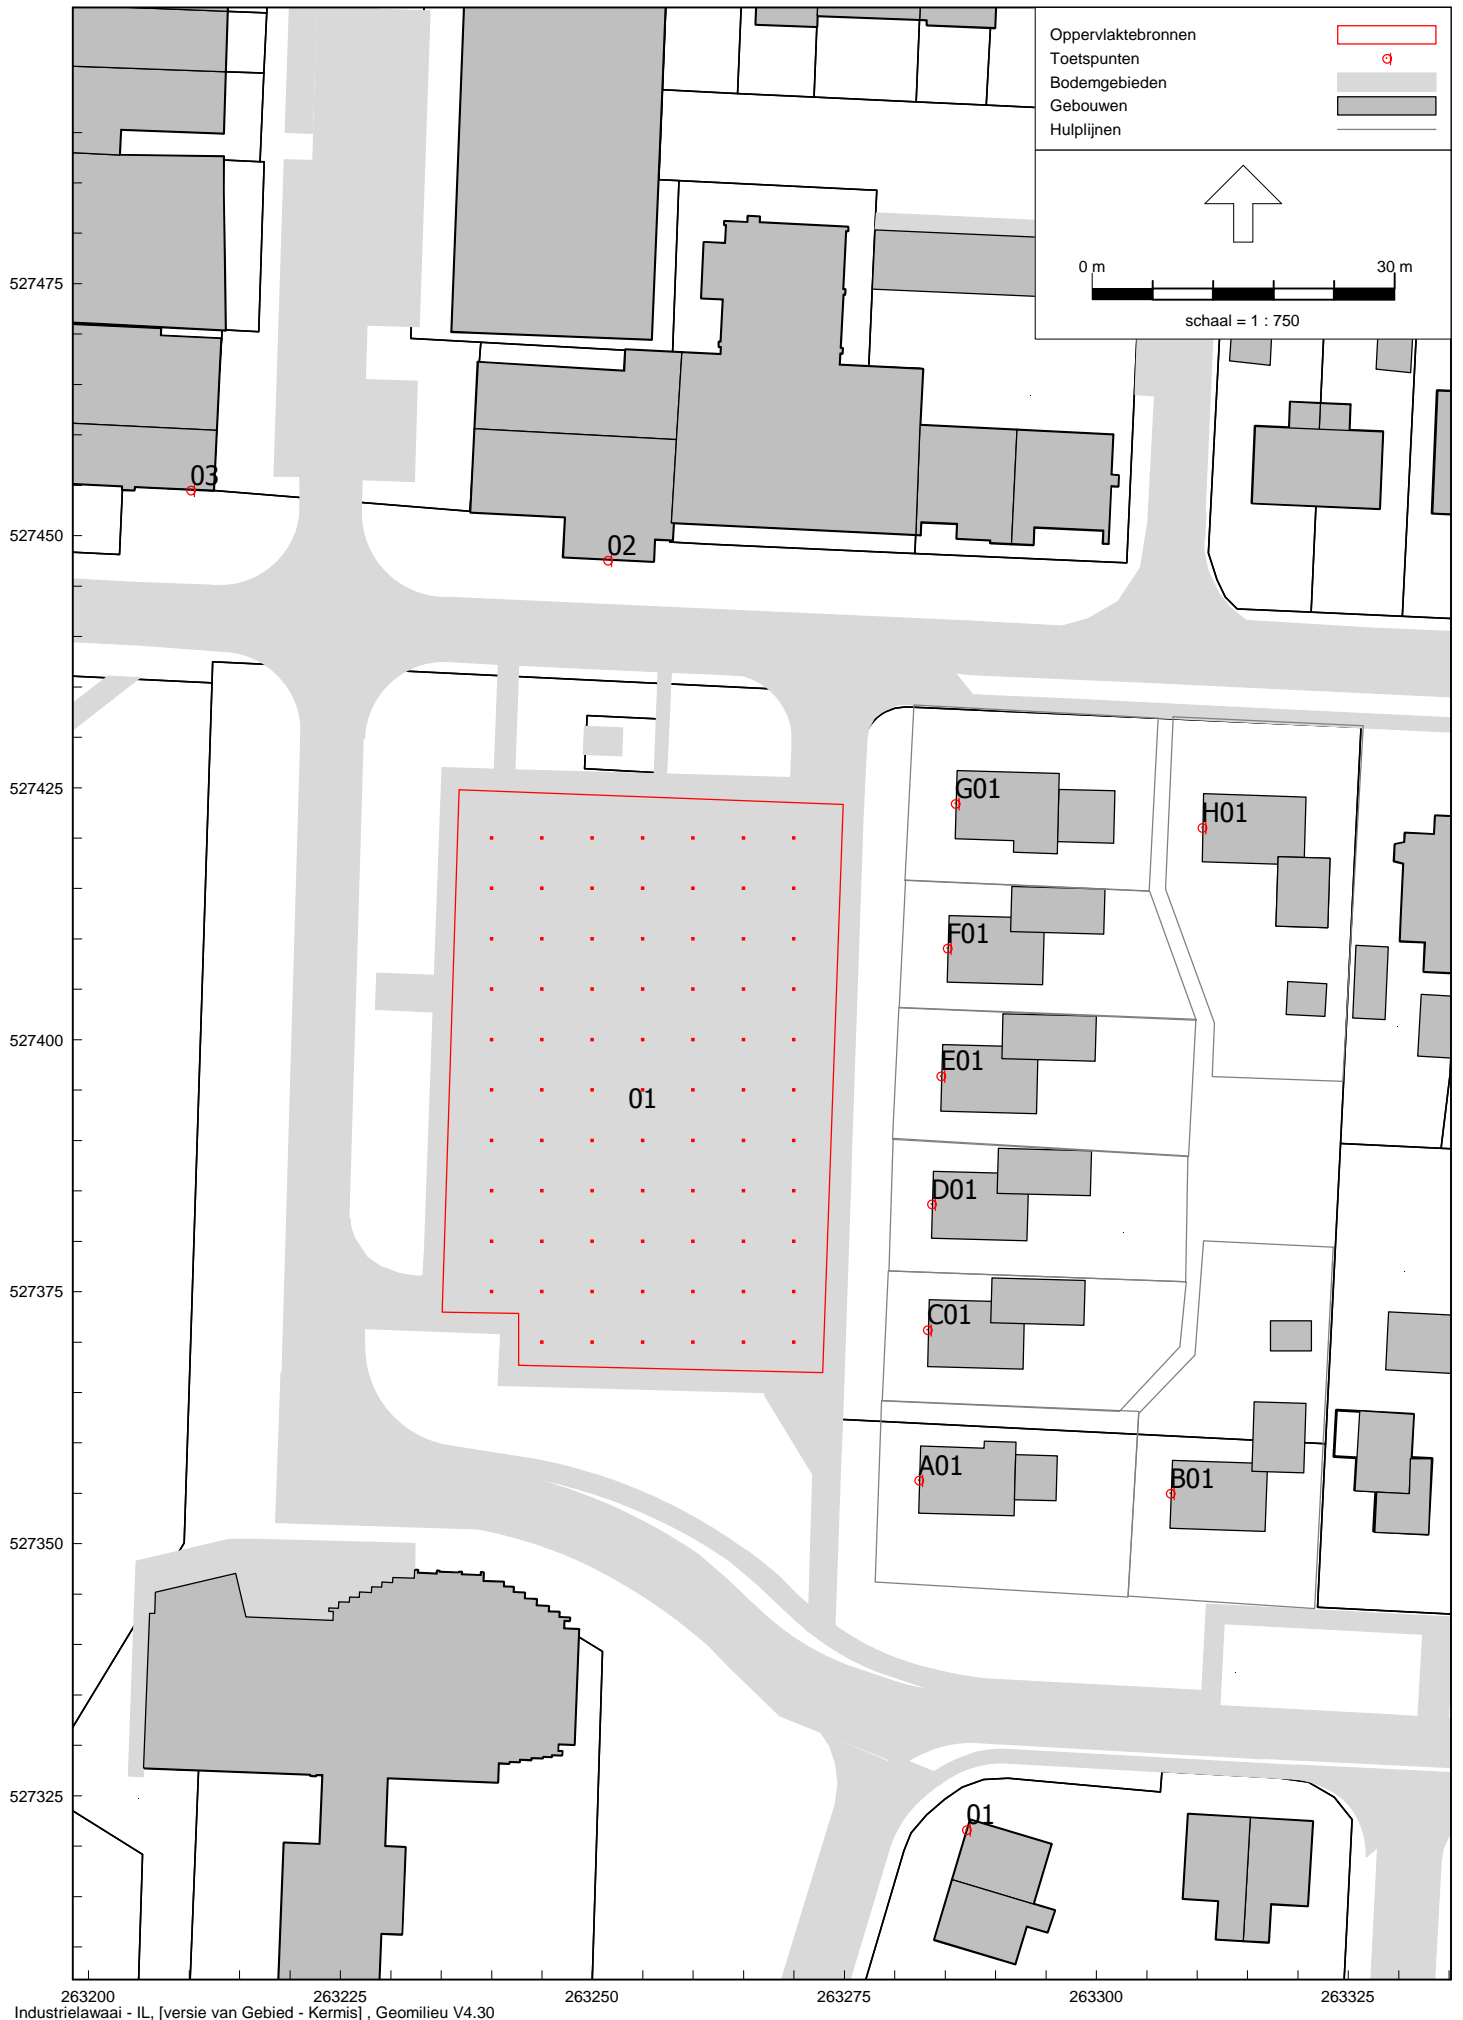 Oppervlaktebronnen
Toetspunten
Bodemgebieden
Gebouwen
Hulplijnen
0 m 30 m
schaal = 1 : 750
527475
03
527450
02
527425
G01
H01
F01
527400
E01
01
D01
527375
C01
A01
B01
527350
527325
01
263200 263225 263250 263275 263300 263325
Industrielawaai - IL, [versie van Gebied - Kermis] , Geomilieu V4.30